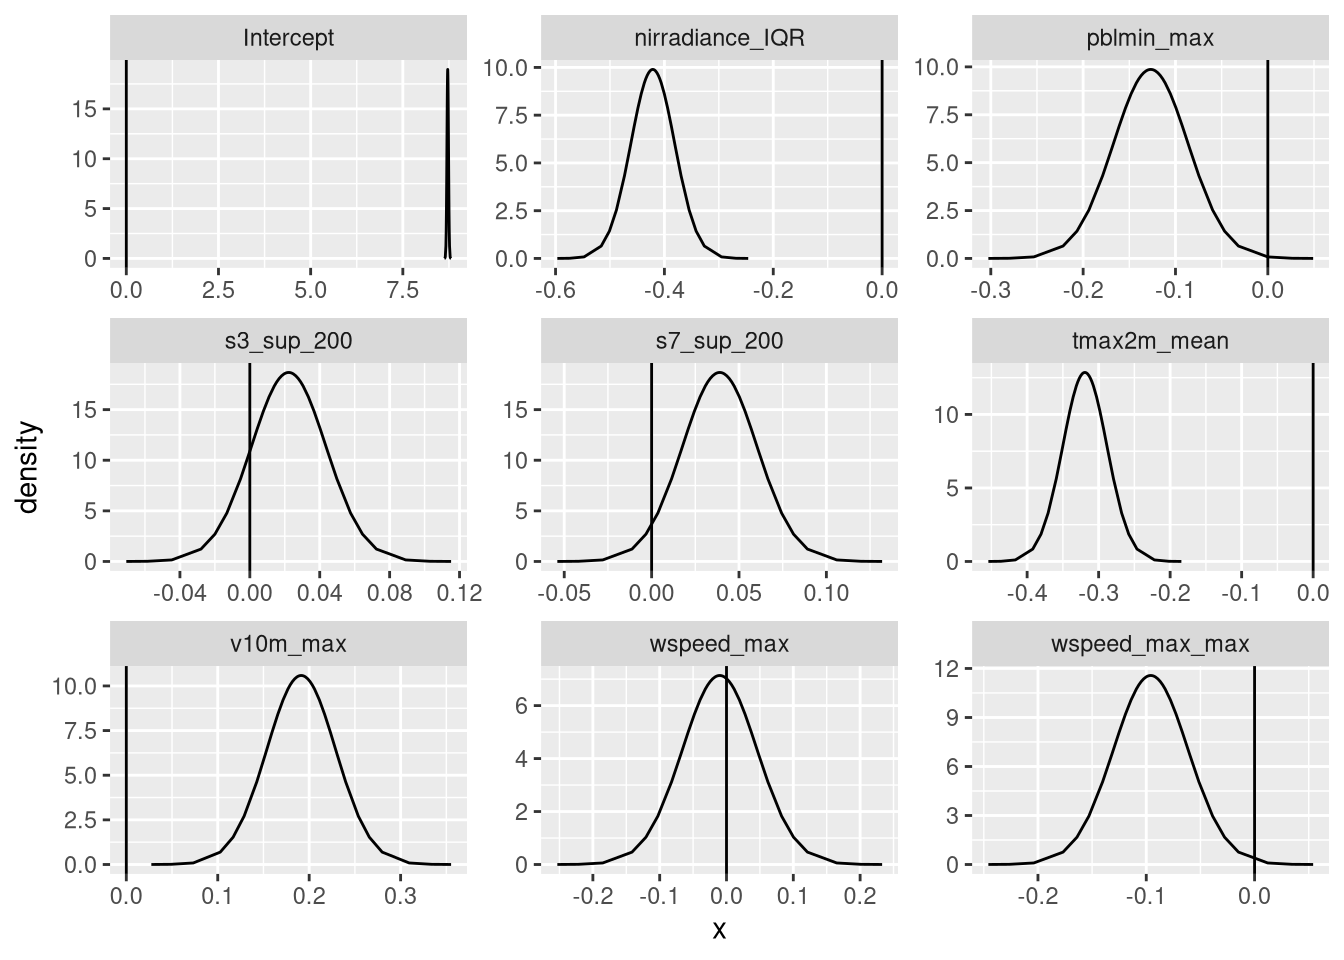 Intercept
nirradiance_IQR
pblmin_max
15
10
5
0
0.0 2.5 5.0 7.5
10.0
7.5
5.0
2.5
0.0
-0.6 -0.4 -0.2 0.0
10.0
7.5
5.0
2.5
0.0
-0.3 -0.2 -0.1 0.0
s3_sup_200
s7_sup_200
tmax2m_mean
density
15
10
5
0
-0.04 0.00 0.04 0.08 0.12
15
10
5
0
-0.05 0.00 0.05 0.10
10
5
0
-0.4 -0.3 -0.2 -0.1 0.0
v10m_max
wspeed_max
wspeed_max_max
10.0
7.5
5.0
2.5
0.0
0.0 0.1 0.2 0.3
6
4
2
0
-0.2 -0.1 0.0 0.1 0.2
12
9
6
3
0
-0.2 -0.1 0.0
x